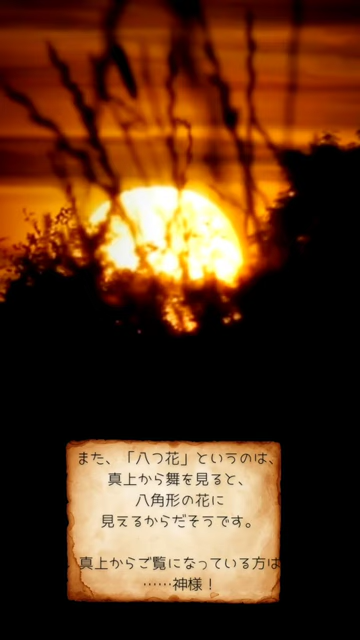 また、「八つ花」というのは、
真上から舞を見ると、
八角形の花に
見えるからだそうです。
真上からご覧になっている方は
……神様！